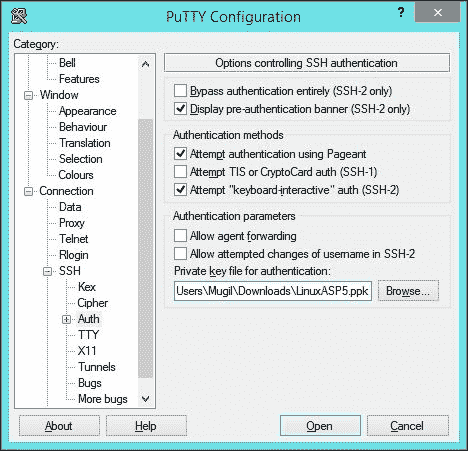 PuTTY Configuration
?
Category:
Bell
Features
Window
Appearance
Behaviour
Translation
Selection
Colours
Connection
Data
Proxy
Telnet
Rlogin
SSH
Kex
Cipher
Auth
TTY
X11
Tunnels
Bugs
More bugs
Options controlling SSH authentication
Bypass authentication entirely (SSH-2 only)
Display pre-authentication banner (SSH-2 only)
Authentication methods
Attempt authentication using Pageant
Attempt TIS or CryptoCard auth (SSH-1)
Attempt "keyboard-interactive" auth (SSH-2)
Authentication parameters
Allow agent forwarding
Allow attempted changes of username in SSH-2
Private key file for authentication:
Users\Mugil\Downloads\LinuxASP5.ppk
Browse...
About
Help
Open
Cancel